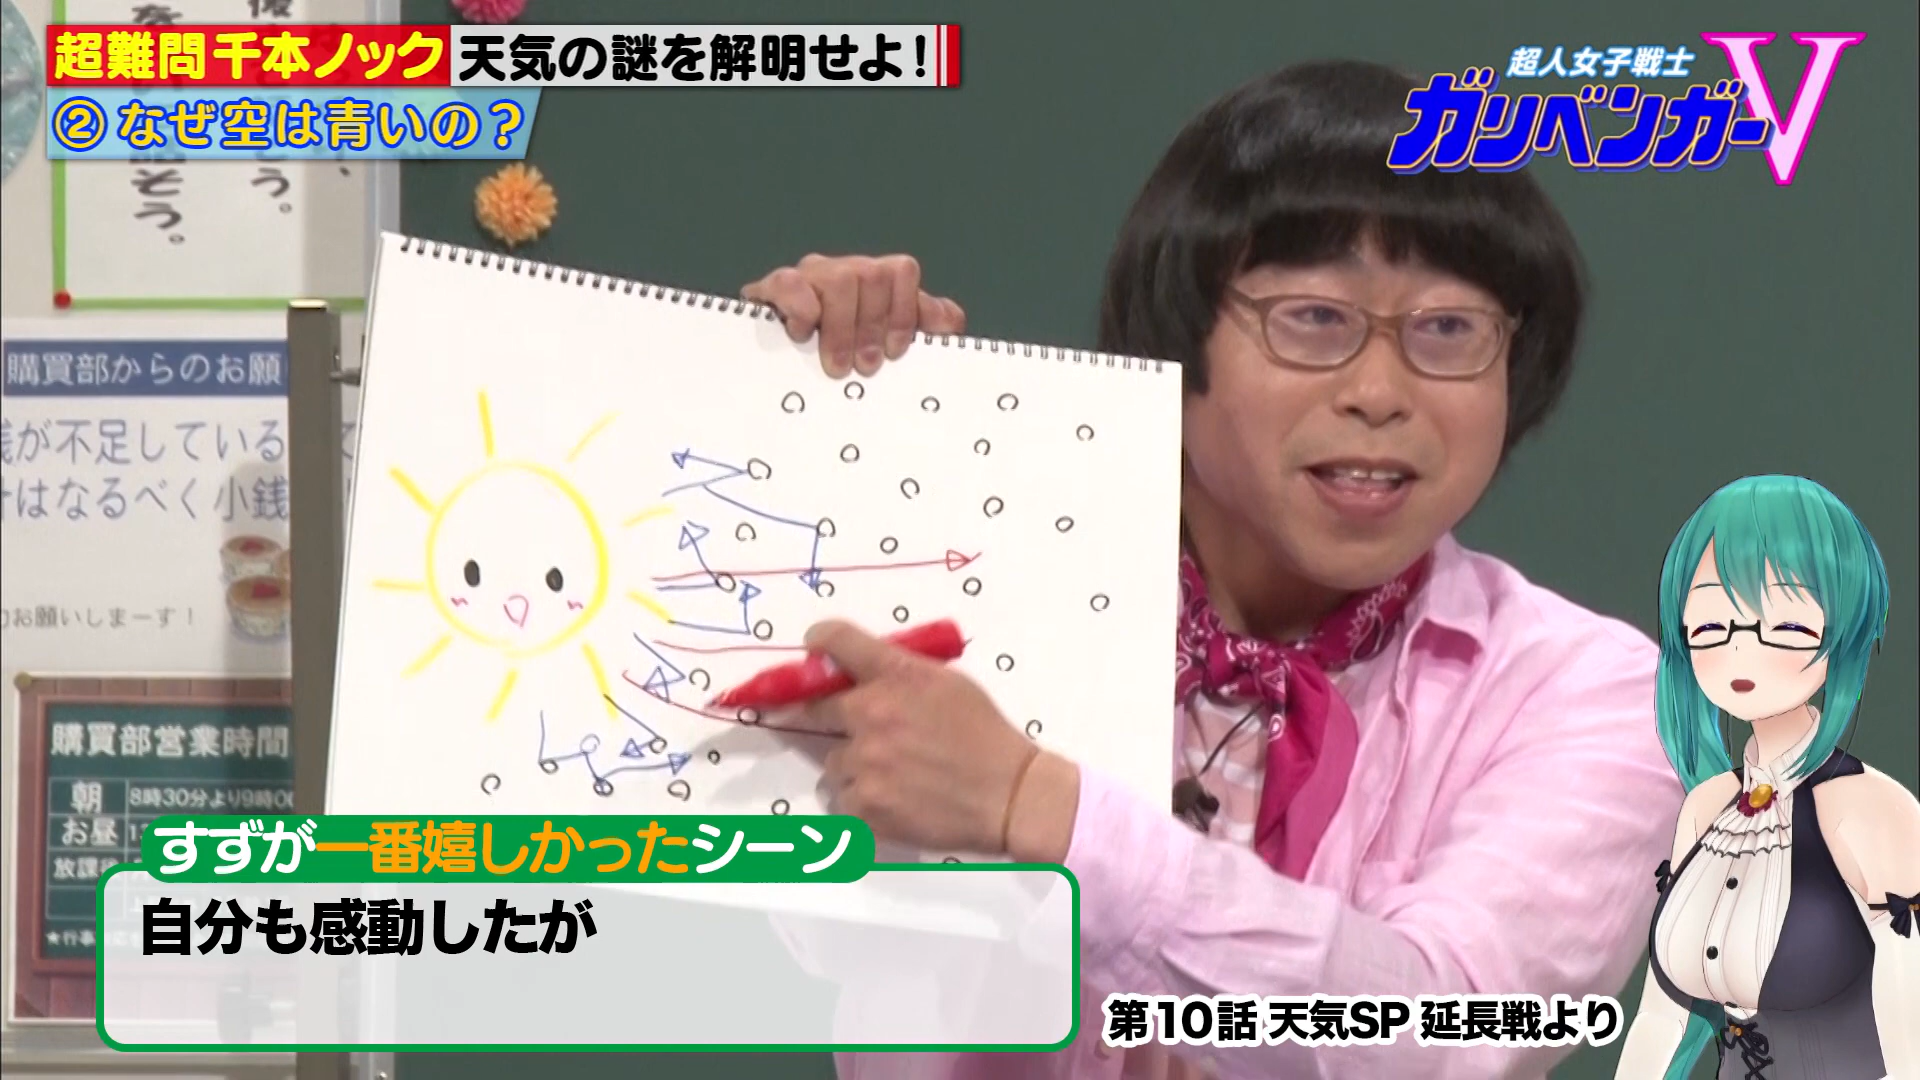 超難問千本ノック 天気の謎を解明せよ！
②なぜ空は青いの？
超人女子戦士
ガリベンガーV
そう。
購買部からのお願
が不足している
はなるべく小銭
お願いしまーす！
購買部営業時間
朝 8時30分より9時
お昼
放課後
★行事
すずが一番嬉しかったシーン
自分も感動したが
第10話 天気SP 延長戦より